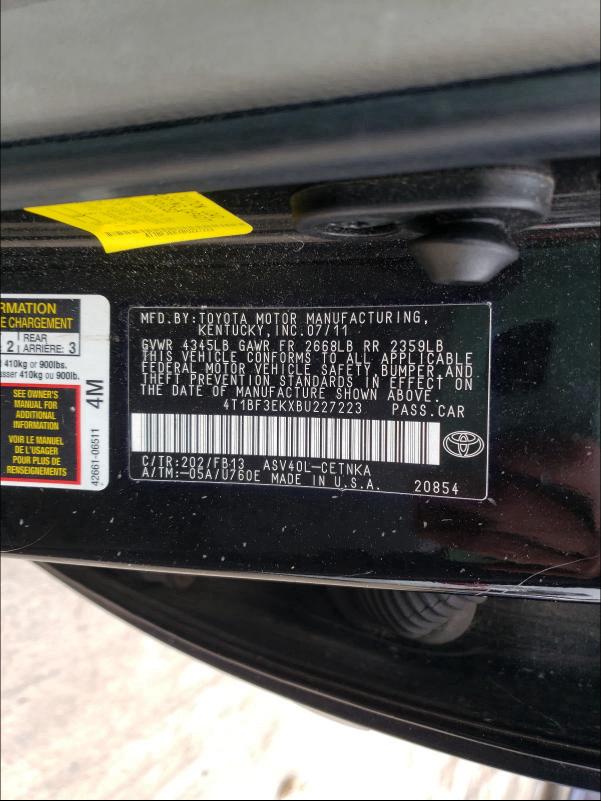 RMATION
E CHARGEMENT
2 REAR ARRIÈRE: 3
410 kg or 900lbs.
asser 410kg ou 900 lb.
SEE OWNER'S
MANUAL FOR
ADDITIONAL
INFORMATION
VOIR LE MANUEL
DE L'USAGER
POUR PLUS DE
RENSEIGNEMENTS
4M
42661-06511
MFD.BY:TOYOTA MOTOR MANUFACTURING,
KENTUCKY,INC.07/11
GVWR 4345LB GAWR FR 2668LB RR 2359LB
THIS VEHICLE CONFORMS TO ALL APPLICABLE
FEDERAL MOTOR VEHICLE SAFETY,BUMPER,AND
THEFT PREVENTION STANDARDS IN EFFECT ON
THE DATE OF MANUFACTURE SHOWN ABOVE.
4T1BF3EKXBU227223 PASS.CAR
C/TR:202/FB13 ASV40L-CETNKA
A/TM:-05A/U760E MADE IN U.S.A.
20854